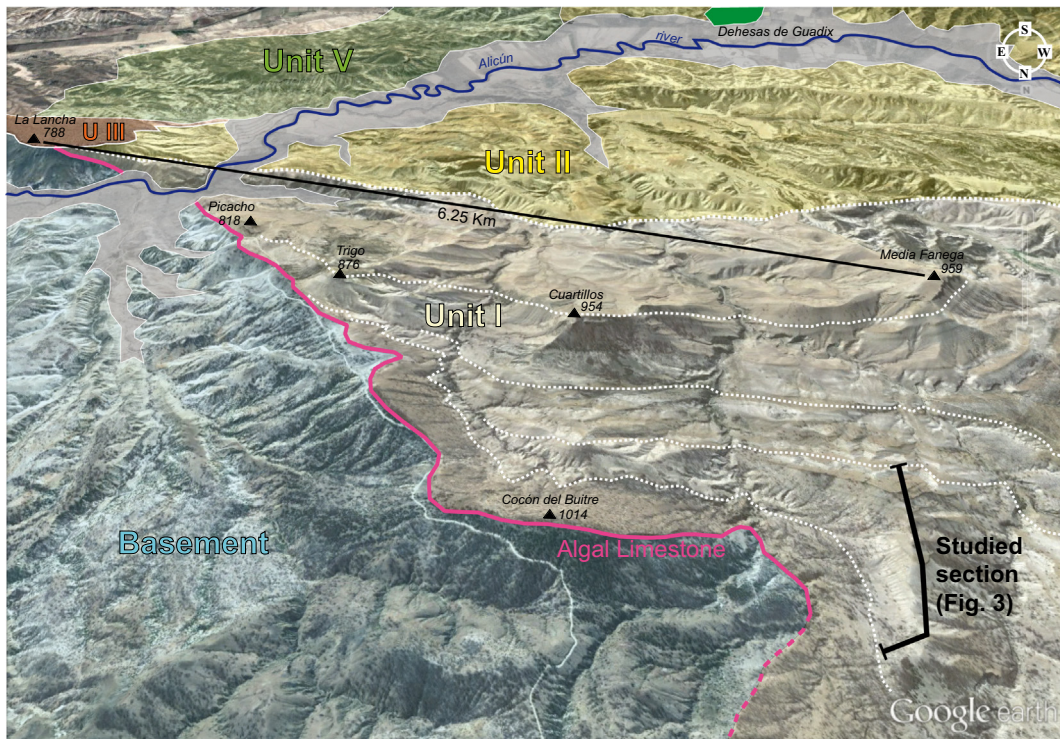 Dehesas de Guadix
S
E
W
N
N
river
Alicún
Unit V
La Lancha
788
U III
Unit II
6.25 Km
Picacho
818
Trigo
876
Media Fanega
959
Cuartillos
954
Unit I
Cocón del Buitre
1014
Basement
Algal Limestone
Studied
section
(Fig. 3)
Google earth